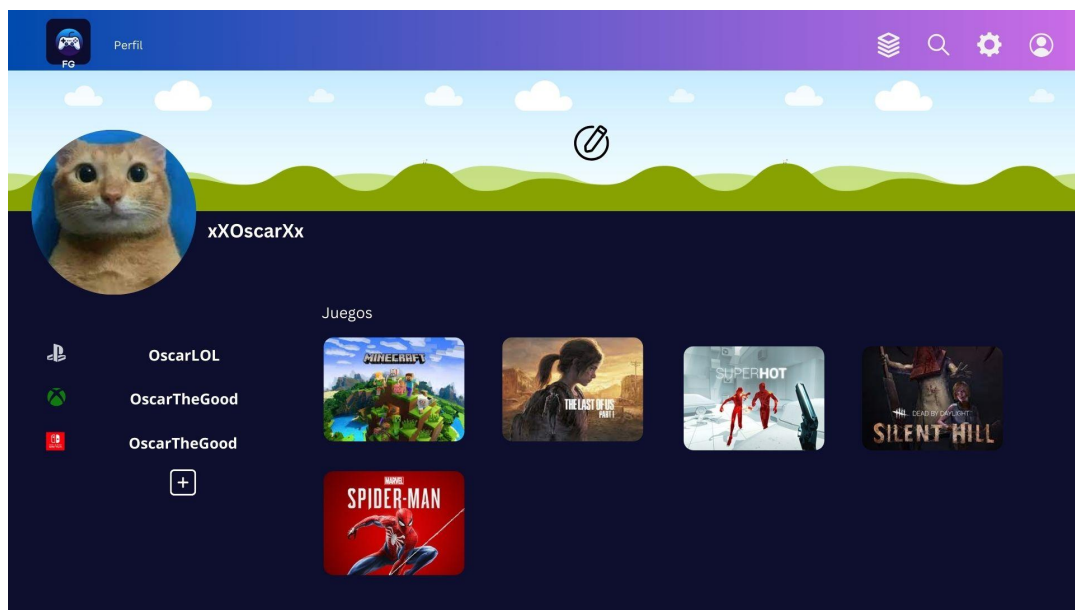 FG
Perfil
xXOscarXx
Juegos
OscarLOL
OscarTheGood
OscarTheGood
MINECRAFT
THE LAST OF US
PART I
SUPERHOT
DEAD BY DAYLIGHT
SILENT HILL
MARVEL
SPIDER-MAN